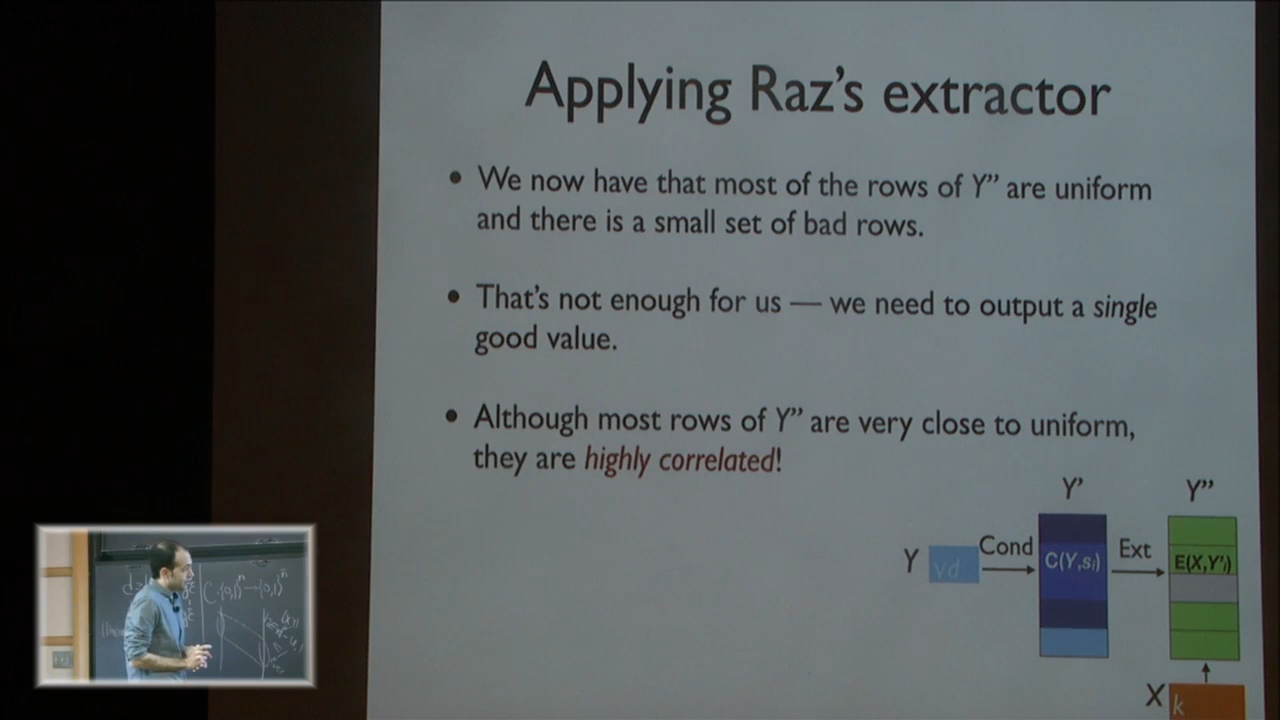 Applying Raz's extractor
• We now have that most of the rows of Y” are uniform
and there is a small set of bad rows.
• That's not enough for us — we need to output a single
good value.
• Although most rows of Y” are very close to uniform,
they are highly correlated!
Y’ Y”
Y Cond C(Y,sᵢ) Ext E(X,Y’ᵢ)
X k